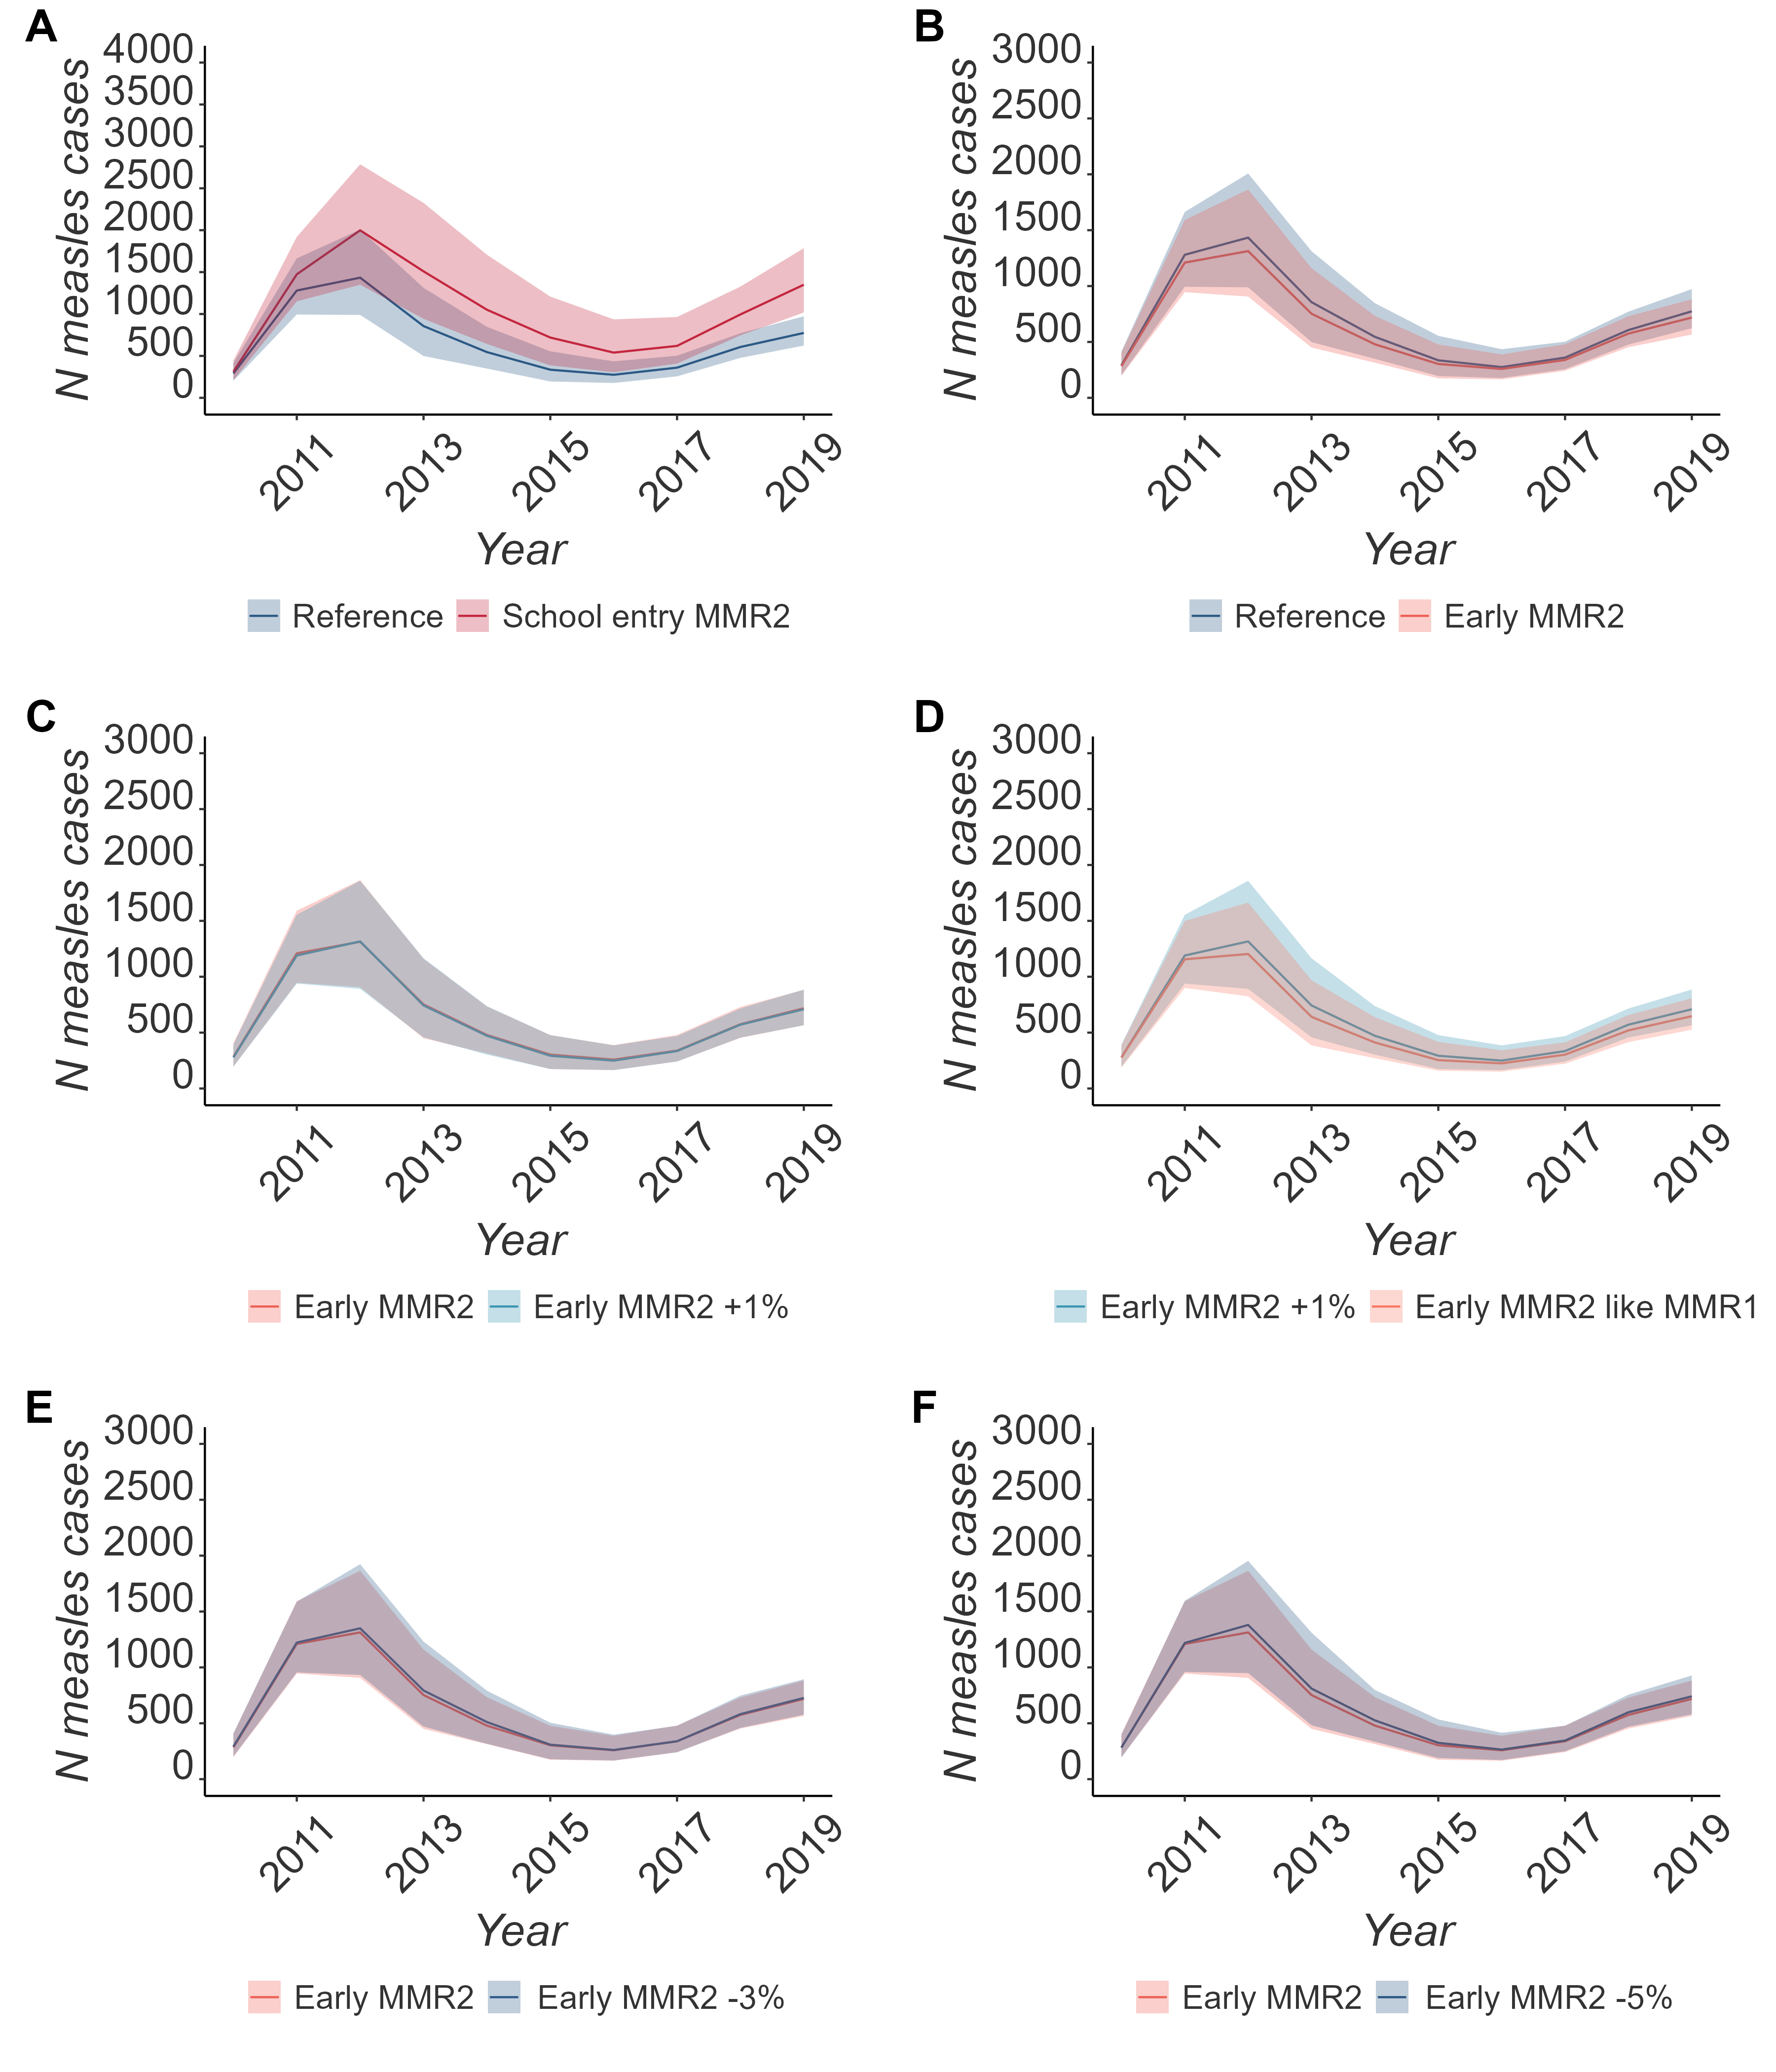 A
N measles cases
4000
3500
3000
2500
2000
1500
1000
500
0
2011
2013
2015
2017
2019
Year
Reference
School entry MMR2
B
N measles cases
3000
2500
2000
1500
1000
500
0
2011
2013
2015
2017
2019
Year
Reference
Early MMR2
C
N measles cases
3000
2500
2000
1500
1000
500
0
2011
2013
2015
2017
2019
Year
Early MMR2
Early MMR2 +1%
D
N measles cases
3000
2500
2000
1500
1000
500
0
2011
2013
2015
2017
2019
Year
Early MMR2 +1%
Early MMR2 like MMR1
E
N measles cases
3000
2500
2000
1500
1000
500
0
2011
2013
2015
2017
2019
Year
Early MMR2
Early MMR2 -3%
F
N measles cases
3000
2500
2000
1500
1000
500
0
2011
2013
2015
2017
2019
Year
Early MMR2
Early MMR2 -5%